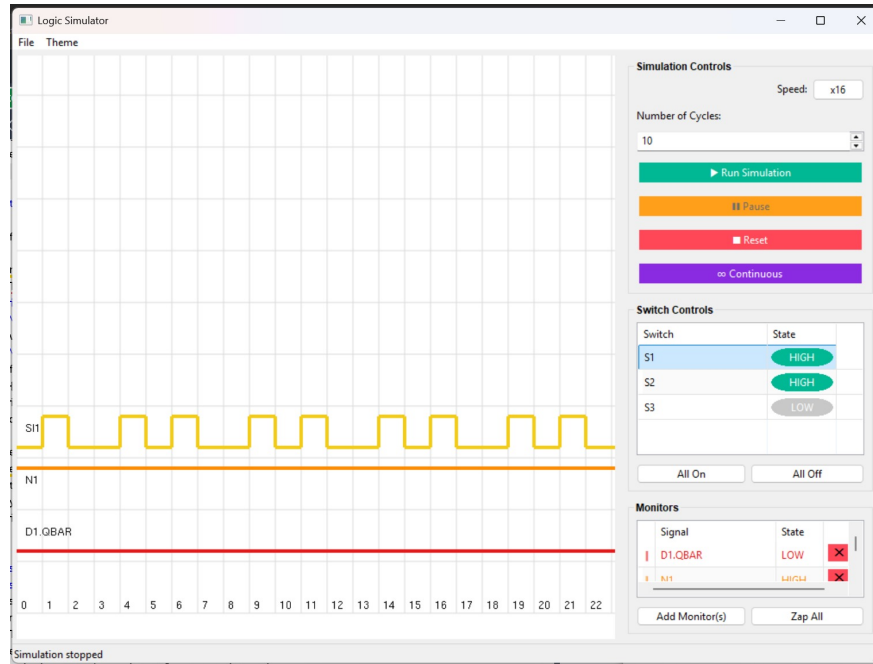 Logic Simulator
File Theme
Simulation Controls
Speed: x16
Number of Cycles:
10
▶ Run Simulation
Pause
Reset
∞ Continuous
Switch Controls
Switch State
S1 HIGH
S2 HIGH
S3 LOW
All On All Off
Monitors
Signal State
D1.QBAR LOW
N1 HIGH
Add Monitor(s) Zap All
SI1
N1
D1.QBAR
0 1 2 3 4 5 6 7 8 9 10 11 12 13 14 15 16 17 18 19 20 21 22
Simulation stopped